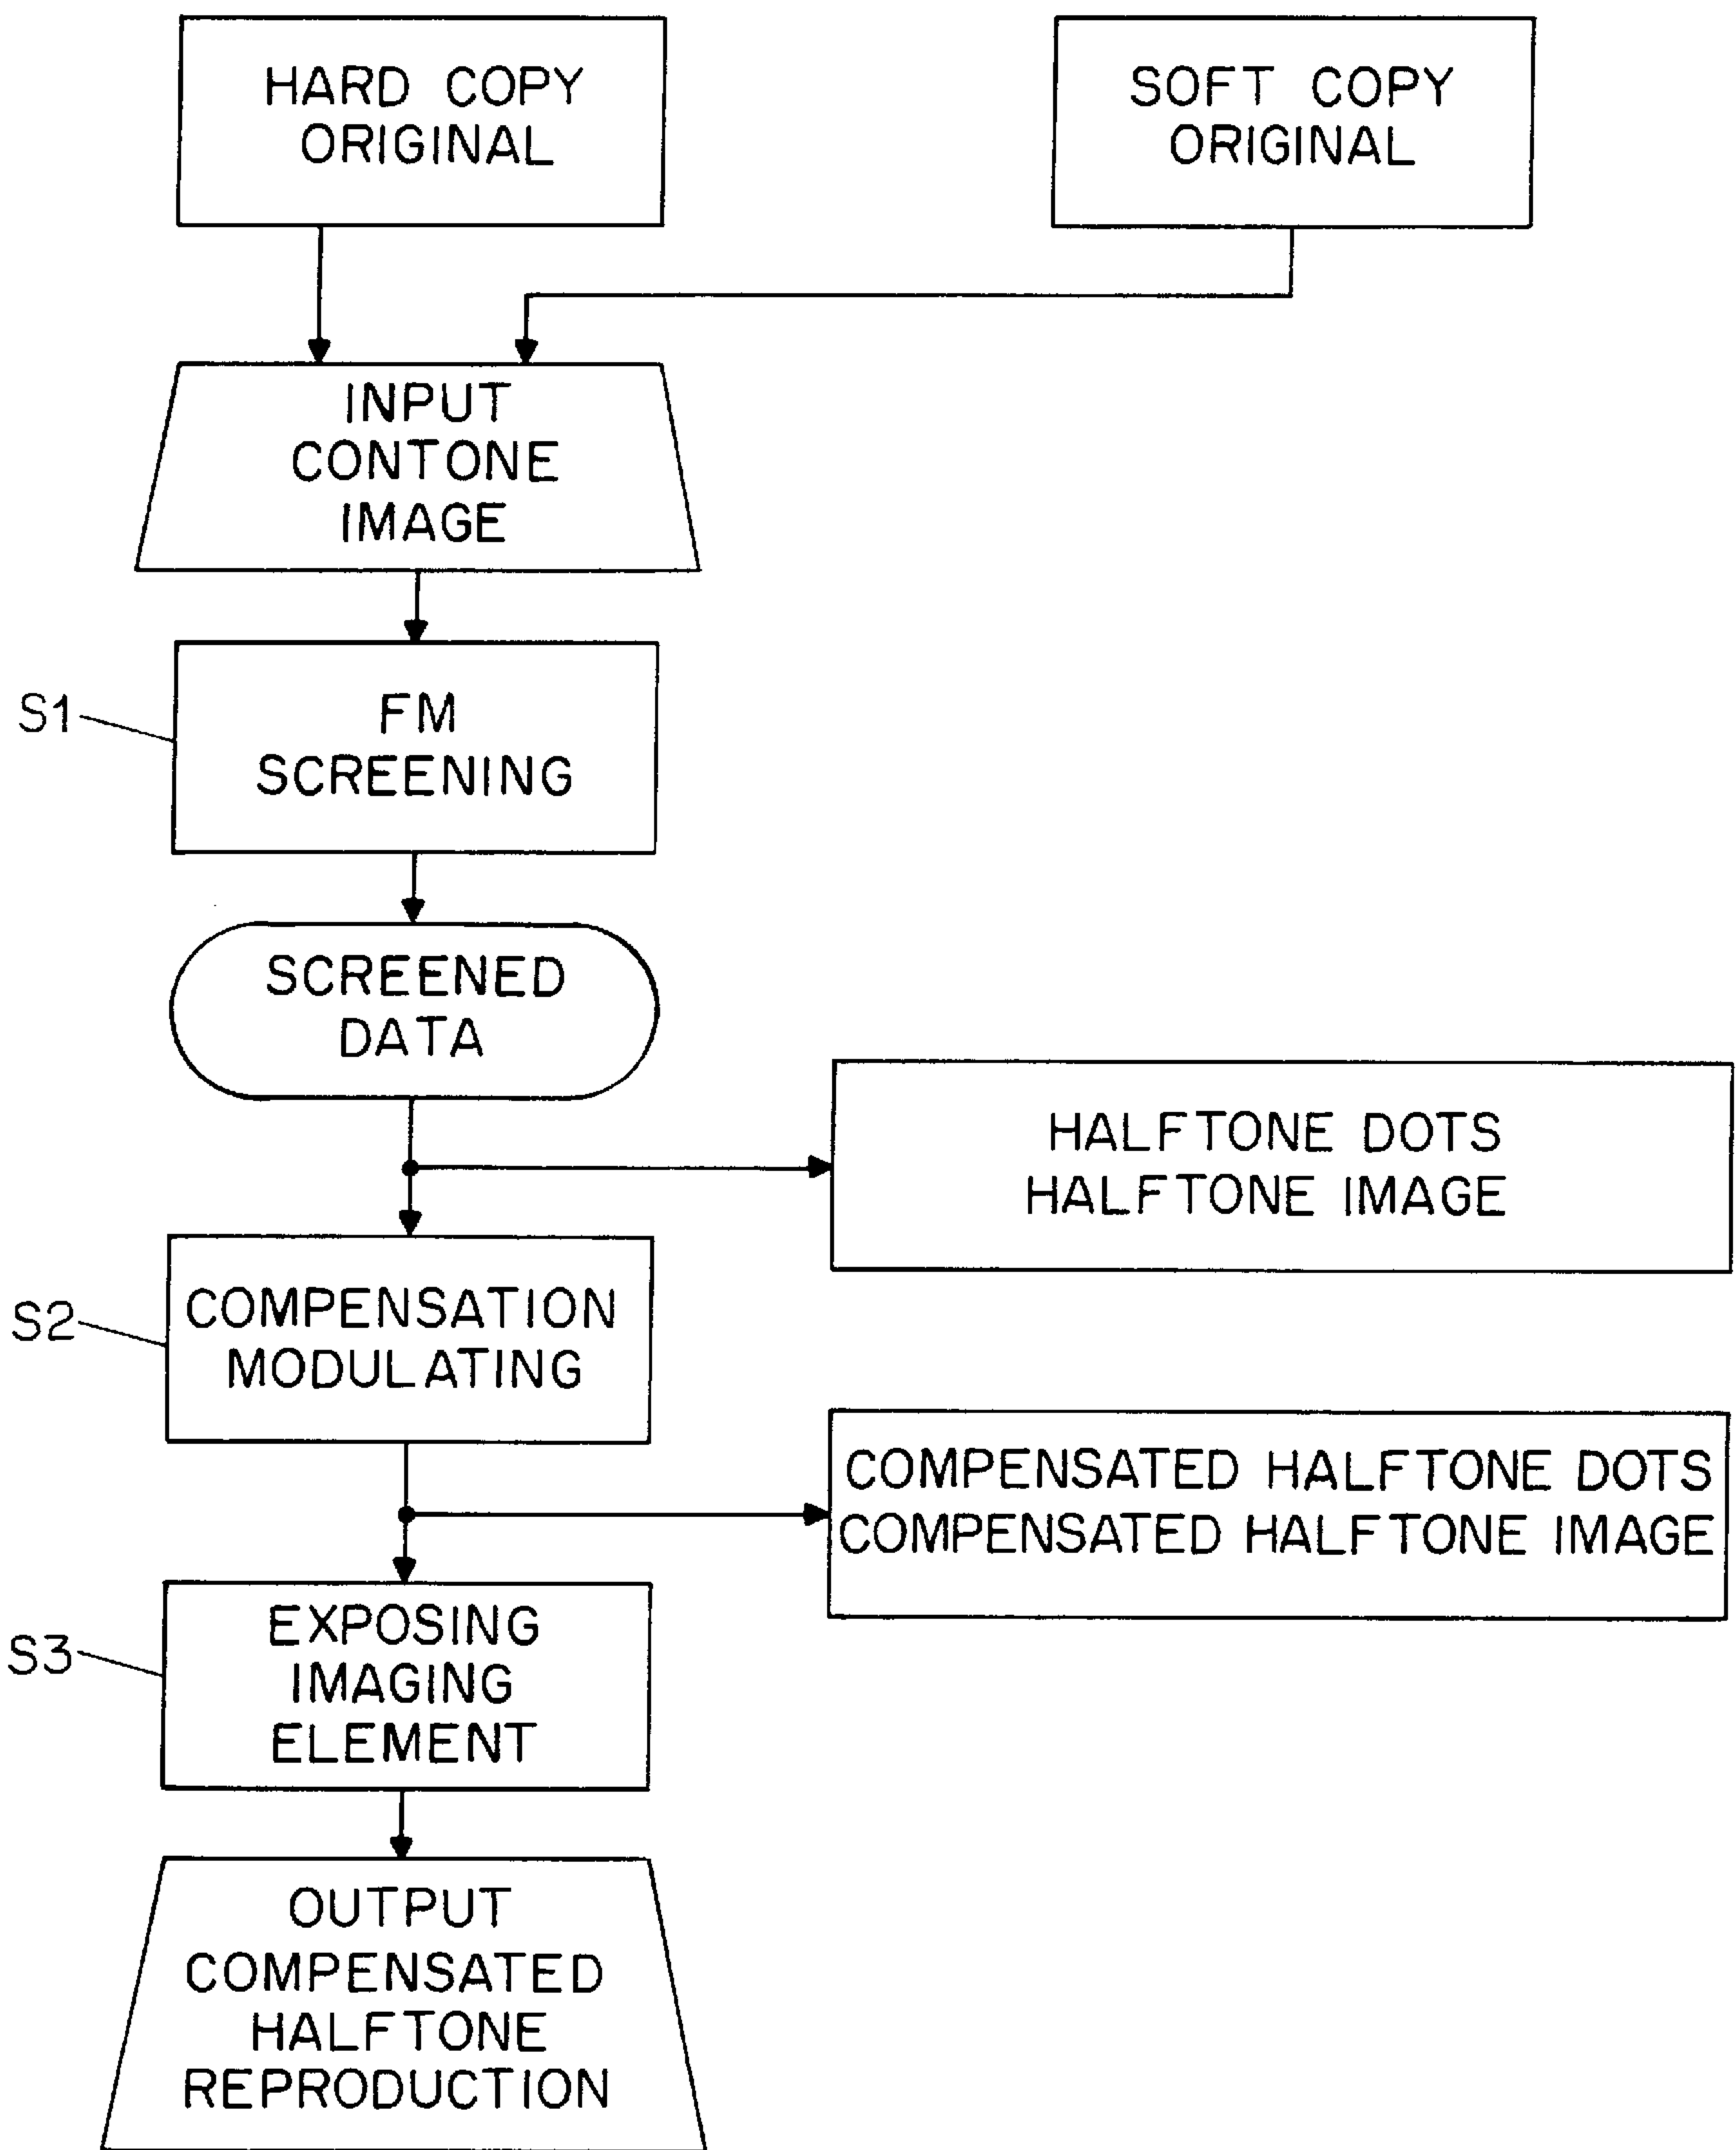 HARD COPY
ORIGINAL
SOFT COPY
ORIGINAL
INPUT
CONTONE
IMAGE
S1
FM
SCREENING
SCREENED
DATA
HALFTONE DOTS
HALFTONE IMAGE
S2
COMPENSATION
MODULATING
COMPENSATED HALFTONE DOTS
COMPENSATED HALFTONE IMAGE
S3
EXPOSING
IMAGING
ELEMENT
OUTPUT
COMPENSATED
HALFTONE
REPRODUCTION